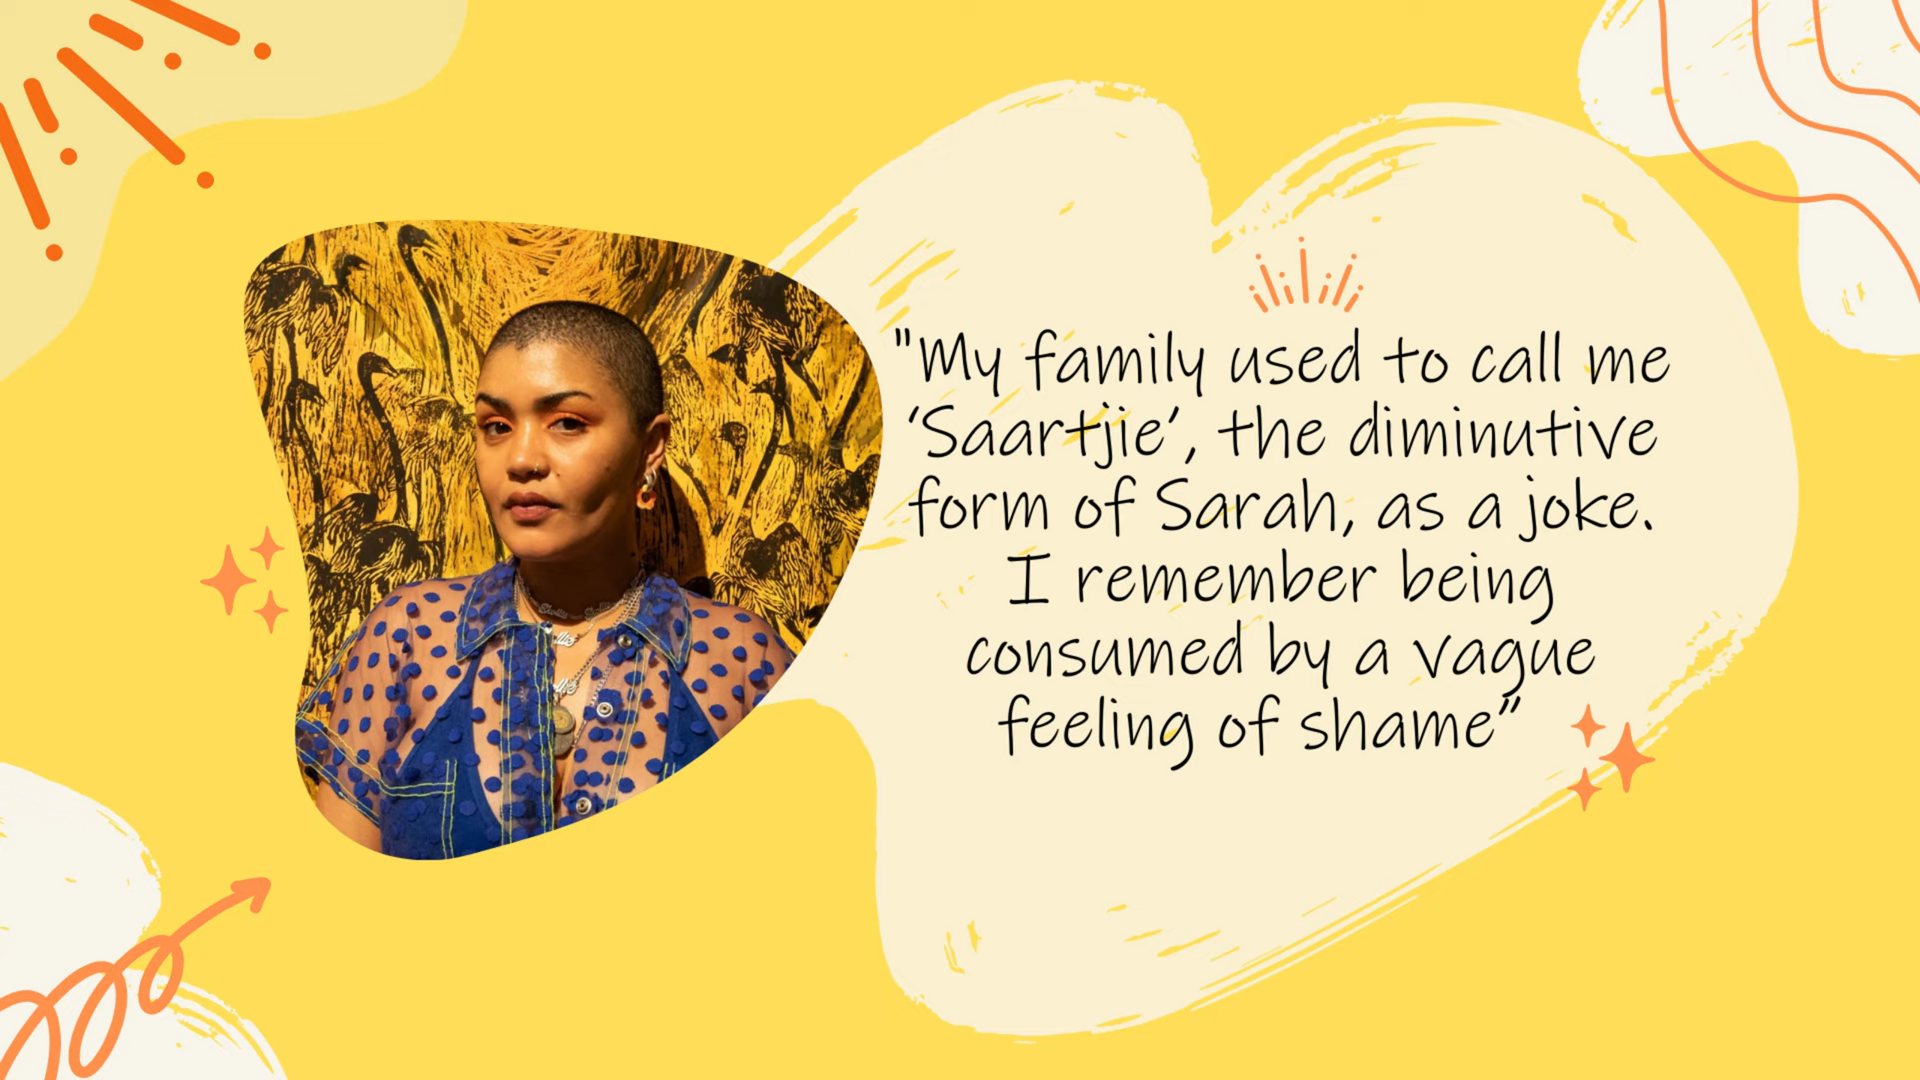 "My family used to call me
‘Saartjie’, the diminutive
form of Sarah, as a joke.
I remember being
consumed by a vague
feeling of shame”